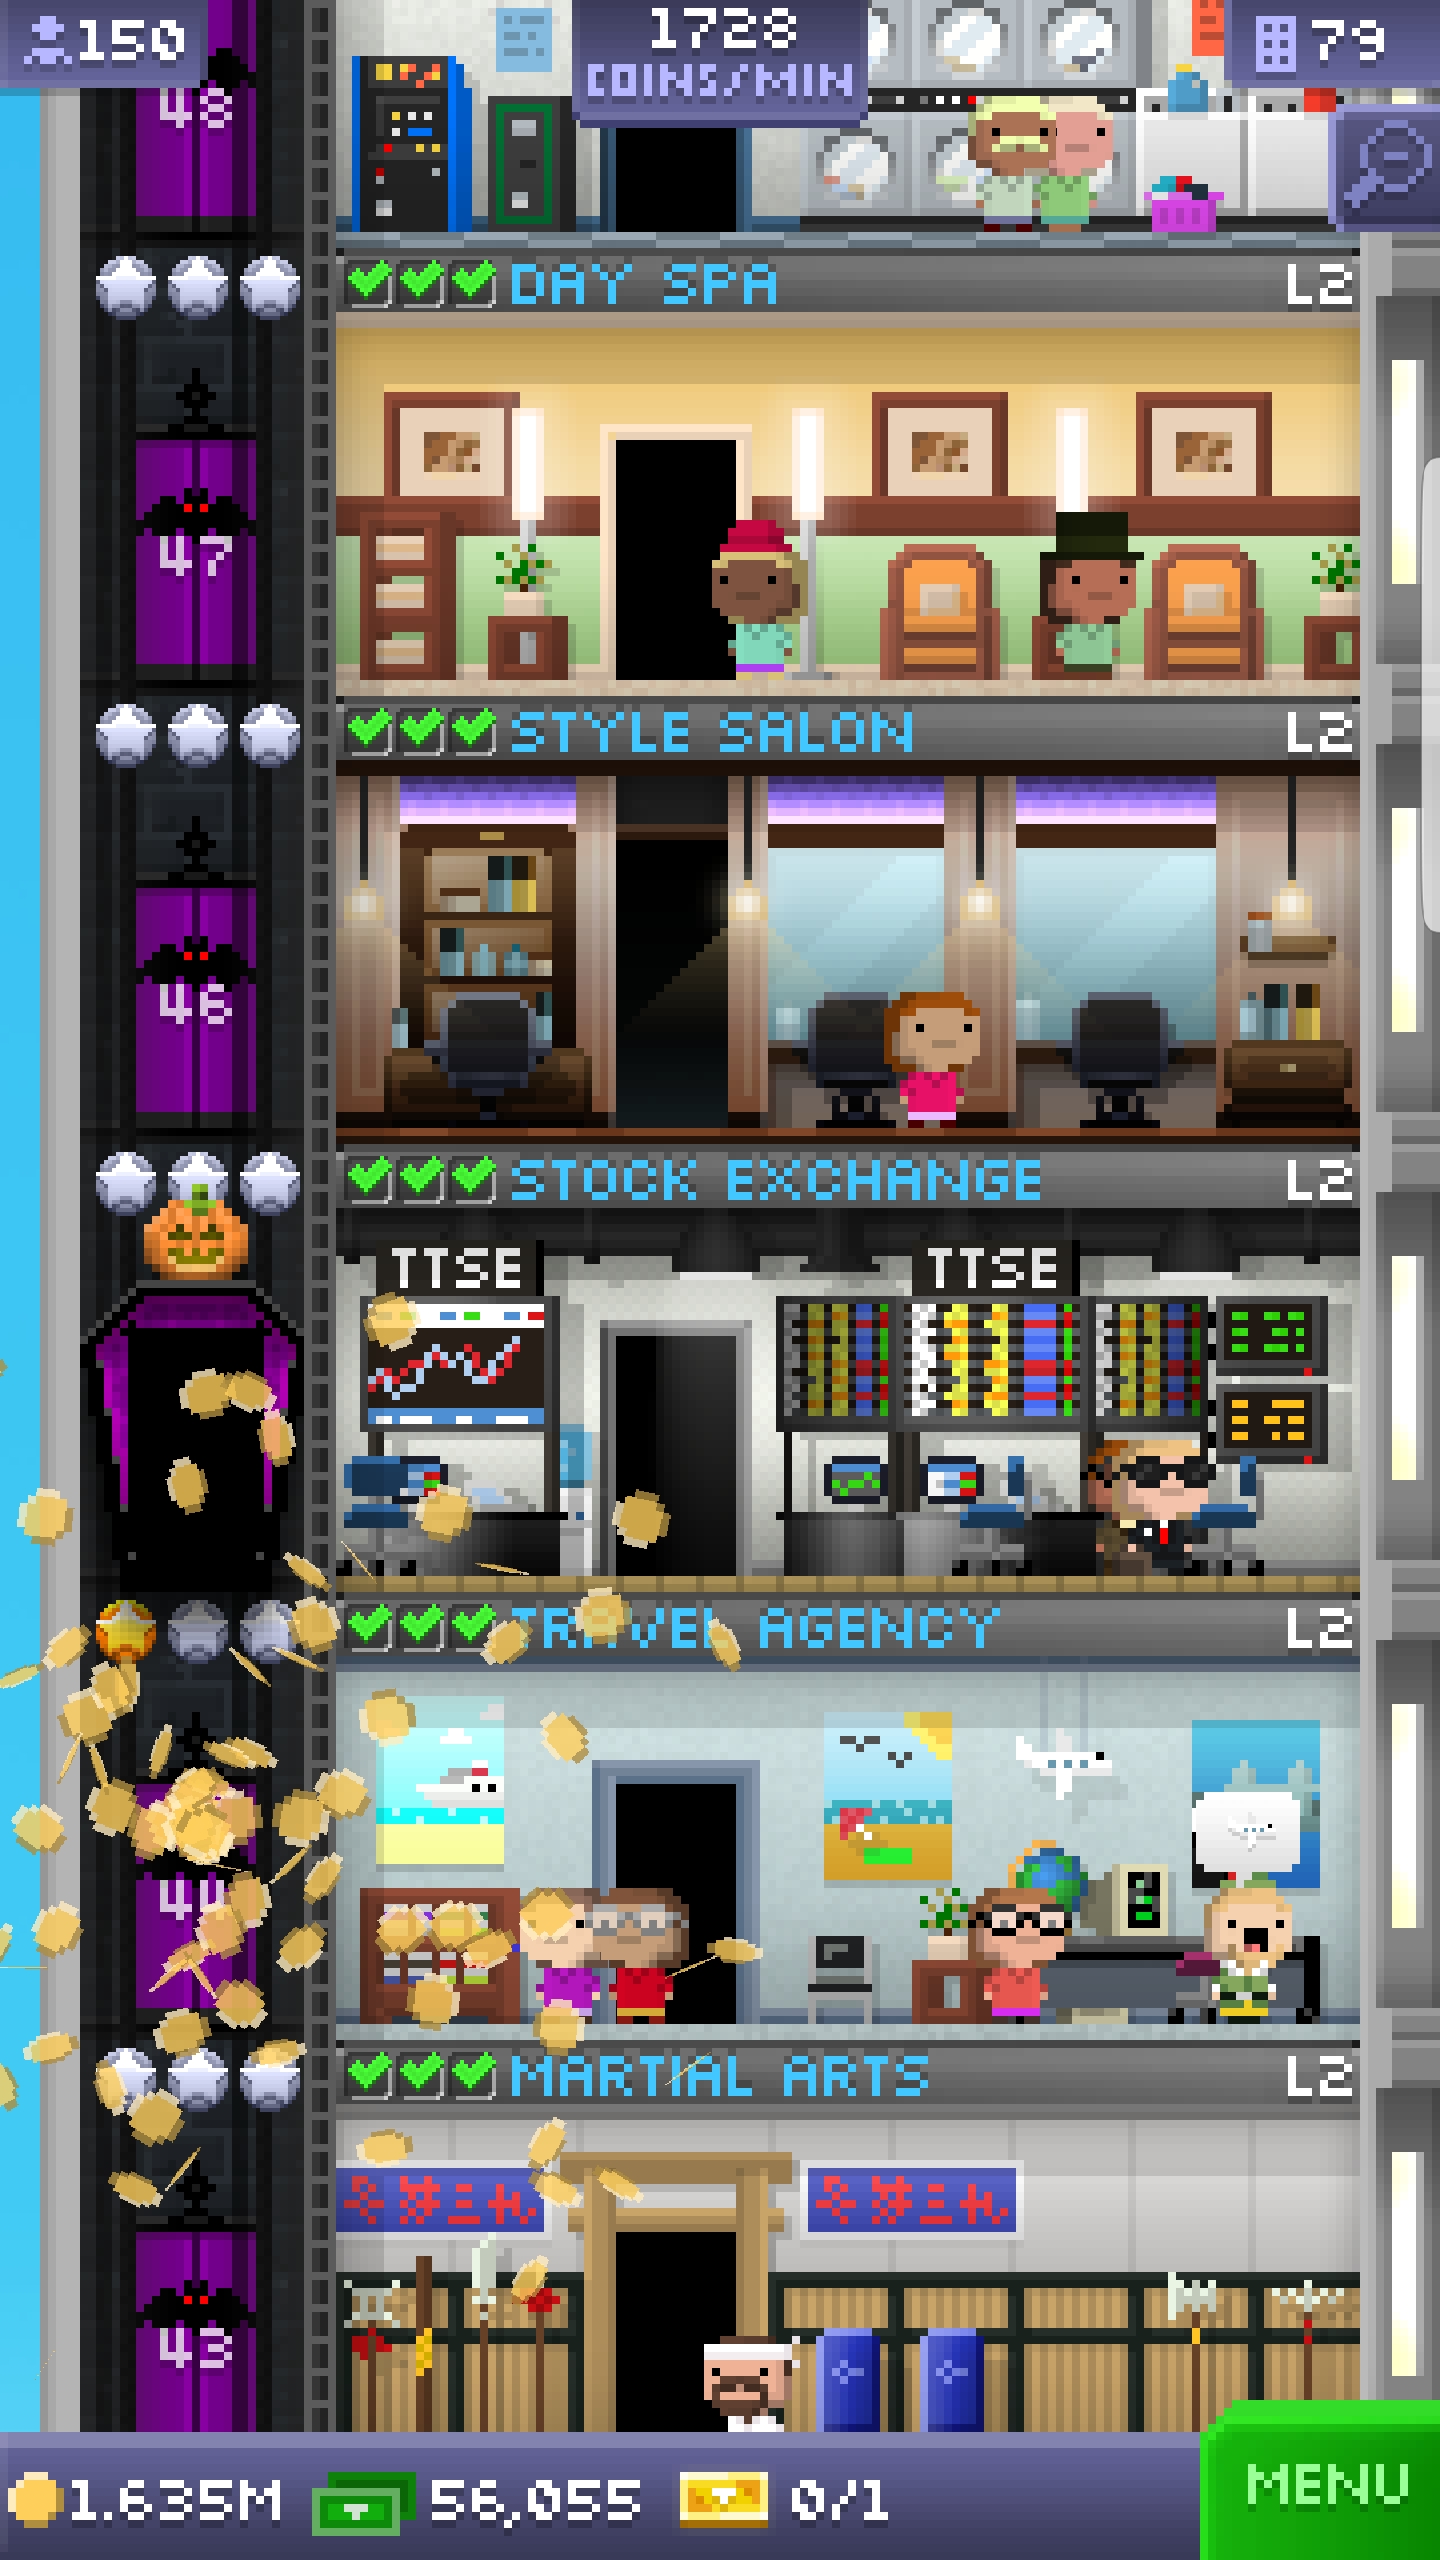 150
1728
COINS/MIN
79
48
DAY SPA
L2
47
STYLE SALON
L2
46
STOCK EXCHANGE
L2
TTSE
TTSE
TRAVEL AGENCY
L2
44
MARTIAL ARTS
L2
43
1.635M
56,055
0/1
MENU